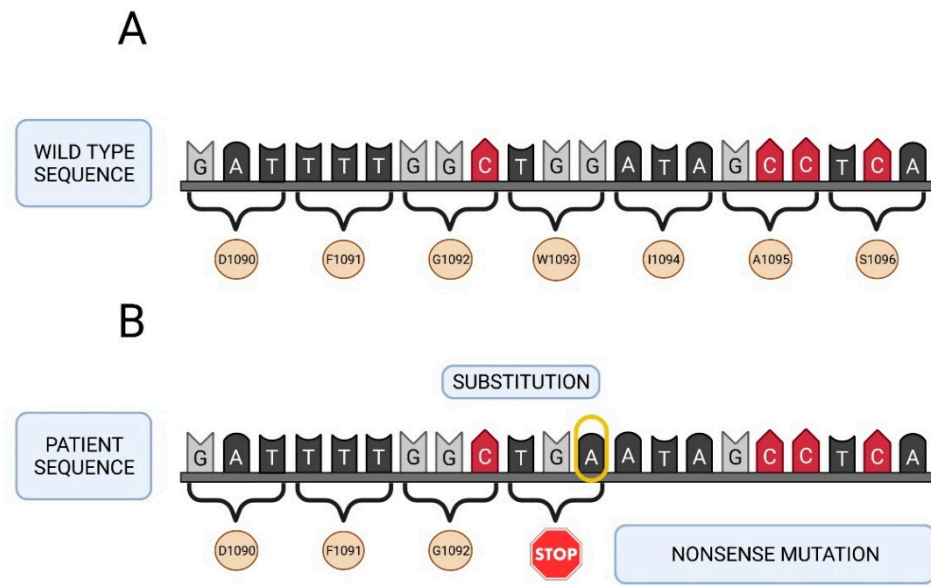 A
WILD TYPE
SEQUENCE
G A T T T T G G C T G G A T A G C C T C A
D1090 F1091 G1092 W1093 I1094 A1095 S1096
B
SUBSTITUTION
PATIENT
SEQUENCE
G A T T T T G G C T G A A T A G C C T C A
D1090 F1091 G1092 STOP NONSENSE MUTATION